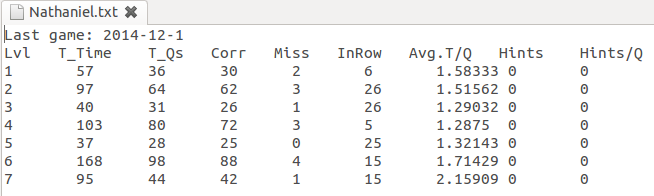 Nathaniel.txt
Last game: 2014-12-1
Lvl T_Time T_Qs Corr Miss InRow Avg.T/Q Hints Hints/Q
1 57 36 30 2 6 1.58333 0 0
2 97 64 62 3 26 1.51562 0 0
3 40 31 26 1 26 1.29032 0 0
4 103 80 72 3 5 1.2875 0 0
5 37 28 25 0 25 1.32143 0 0
6 168 98 88 4 15 1.71429 0 0
7 95 44 42 1 15 2.15909 0 0